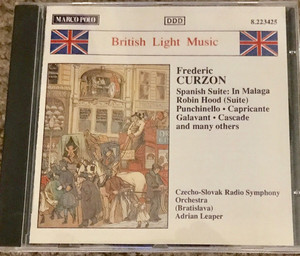 MARCO POLO
DDD
8.223425
British Light Music
Frederic
CURZON
Spanish Suite: In Malaga
Robin Hood (Suite)
Punchinello • Capricante
Galavant • Cascade
and many others
Czecho-Slovak Radio Symphony
Orchestra
(Bratislava)
Adrian Leaper